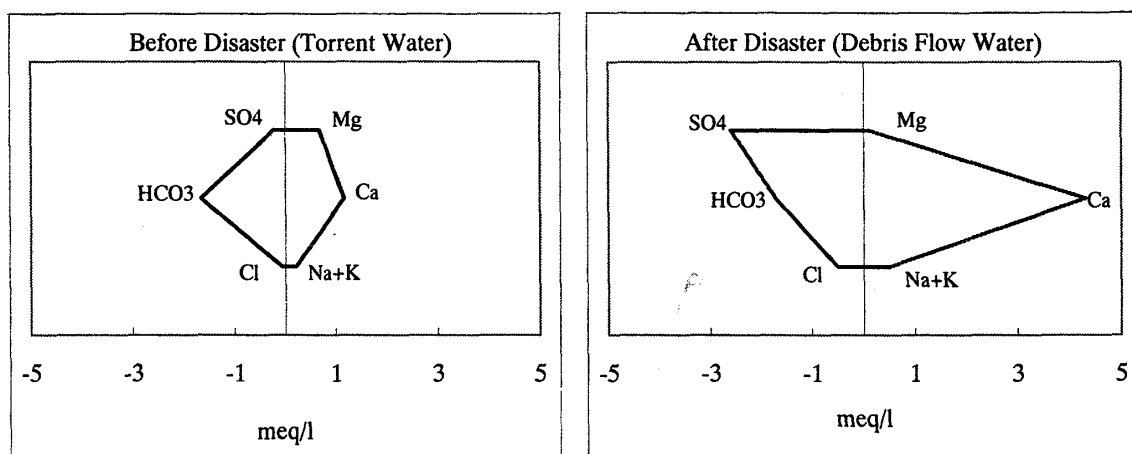 Before Disaster (Torrent Water)
SO4 Mg
HCO3 Ca
Cl Na+K
-5 -3 -1 1 3 5
meq/l
After Disaster (Debris Flow Water)
SO4 Mg
HCO3 Ca
Cl Na+K
-5 -3 -1 1 3 5
meq/l